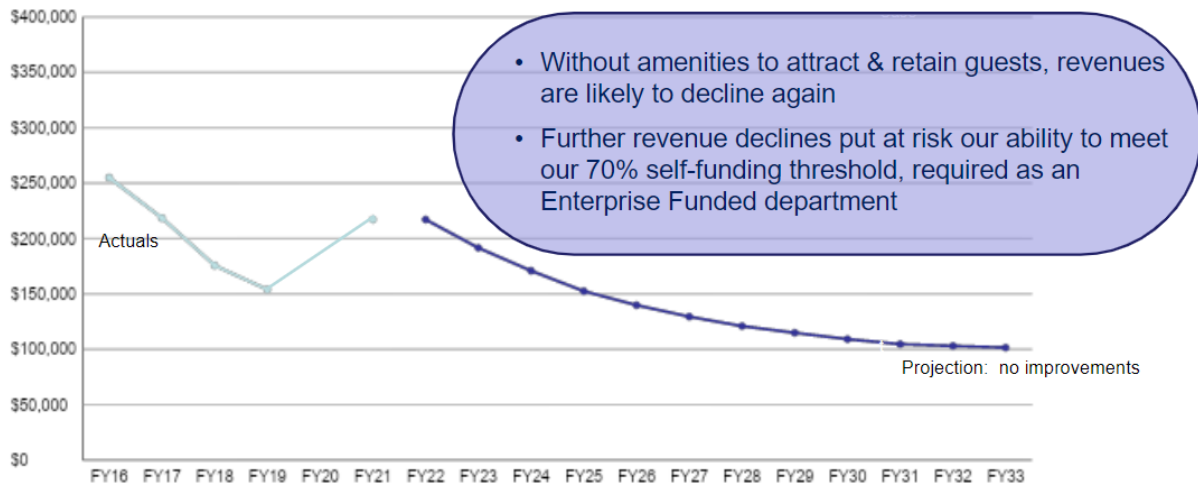 $400,000
$350,000
$300,000
$250,000
$200,000
$150,000
$100,000
$50,000
$0
• Without amenities to attract & retain guests, revenues
are likely to decline again
• Further revenue declines put at risk our ability to meet
our 70% self-funding threshold, required as an
Enterprise Funded department
Actuals
Projection: no improvements
FY16 FY17 FY18 FY19 FY20 FY21 FY22 FY23 FY24 FY25 FY26 FY27 FY28 FY29 FY30 FY31 FY32 FY33